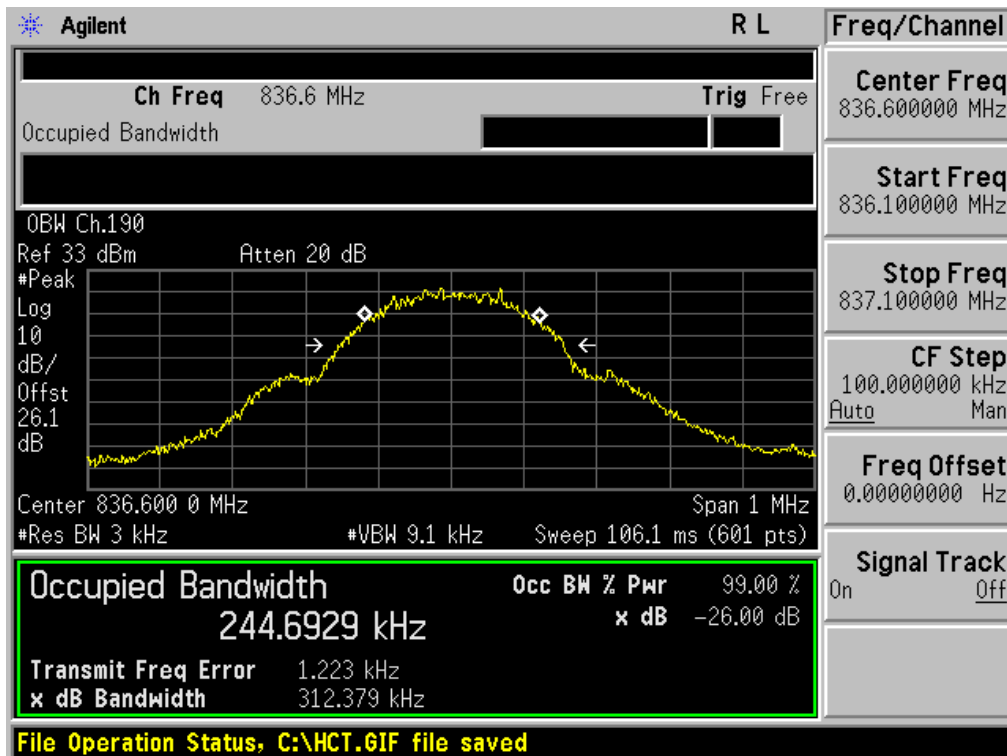 Agilent R L Freq/Channel
Ch Freq 836.6 MHz Trig Free
Occupied Bandwidth
OBW Ch.190
Ref 33 dBm Atten 20 dB
#Peak
Log
10
dB/
Offst
26.1
dB
Center 836.600 0 MHz Span 1 MHz
#Res BW 3 kHz #VBW 9.1 kHz Sweep 106.1 ms (601 pts)
Occupied Bandwidth Occ BW % Pwr 99.00 %
244.6929 kHz x dB -26.00 dB
Transmit Freq Error 1.223 kHz
x dB Bandwidth 312.379 kHz
File Operation Status, C:\HCT.GIF file saved
Center Freq
836.600000 MHz
Start Freq
836.100000 MHz
Stop Freq
837.100000 MHz
CF Step
100.000000 kHz
Auto Man
Freq Offset
0.00000000 Hz
Signal Track
On Off